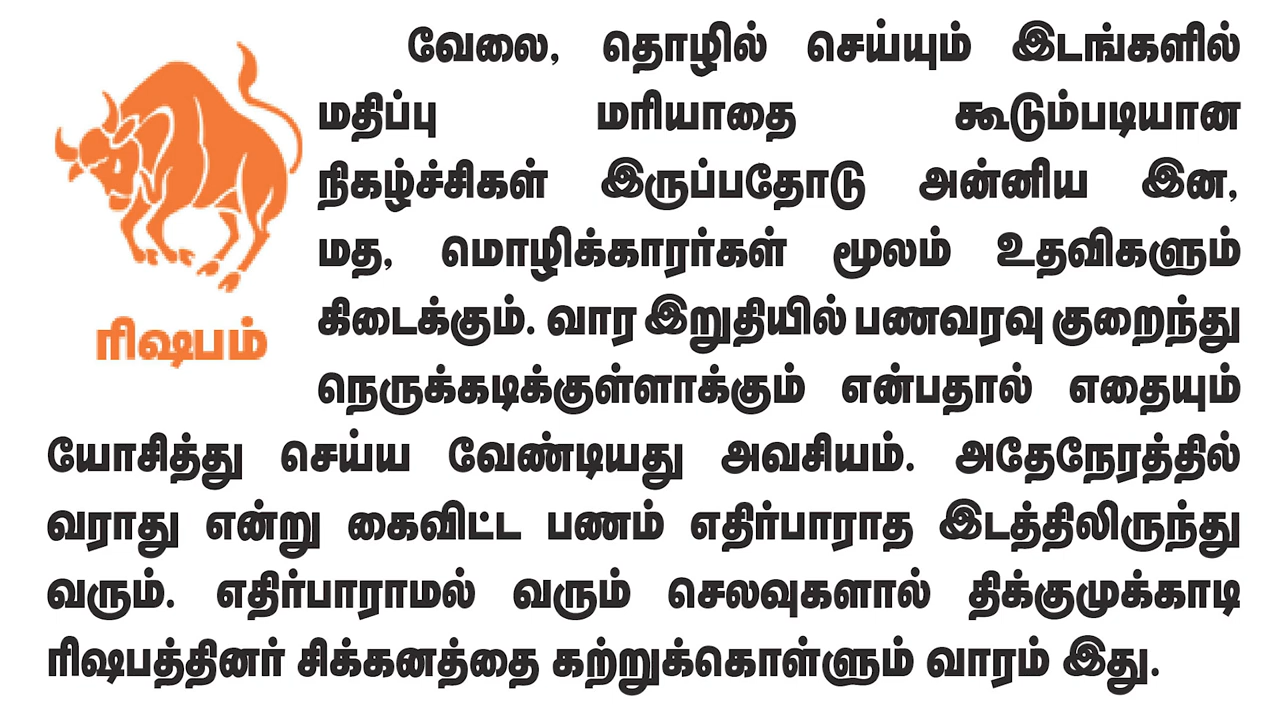 வேலை, தொழில் செய்யும் இடங்களில்
மதிப்பு மரியாதை கூடும்படியான
நிகழ்ச்சிகள் இருப்பதோடு அன்னிய இன,
மத, மொழிக்காரர்கள் மூலம் உதவிகளும்
கிடைக்கும். வார இறுதியில் பணவரவு குறைந்து
நெருக்கடிக்குள்ளாக்கும் என்பதால் எதையும்
யோசித்து செய்ய வேண்டியது அவசியம். அதேநேரத்தில்
வராது என்று கைவிட்ட பணம் எதிர்பாராத இடத்திலிருந்து
வரும். எதிர்பாராமல் வரும் செலவுகளால் திக்குமுக்காடி
ரிஷபத்தினர் சிக்கனத்தை கற்றுக்கொள்ளும் வாரம் இது.
ரிஷபம்